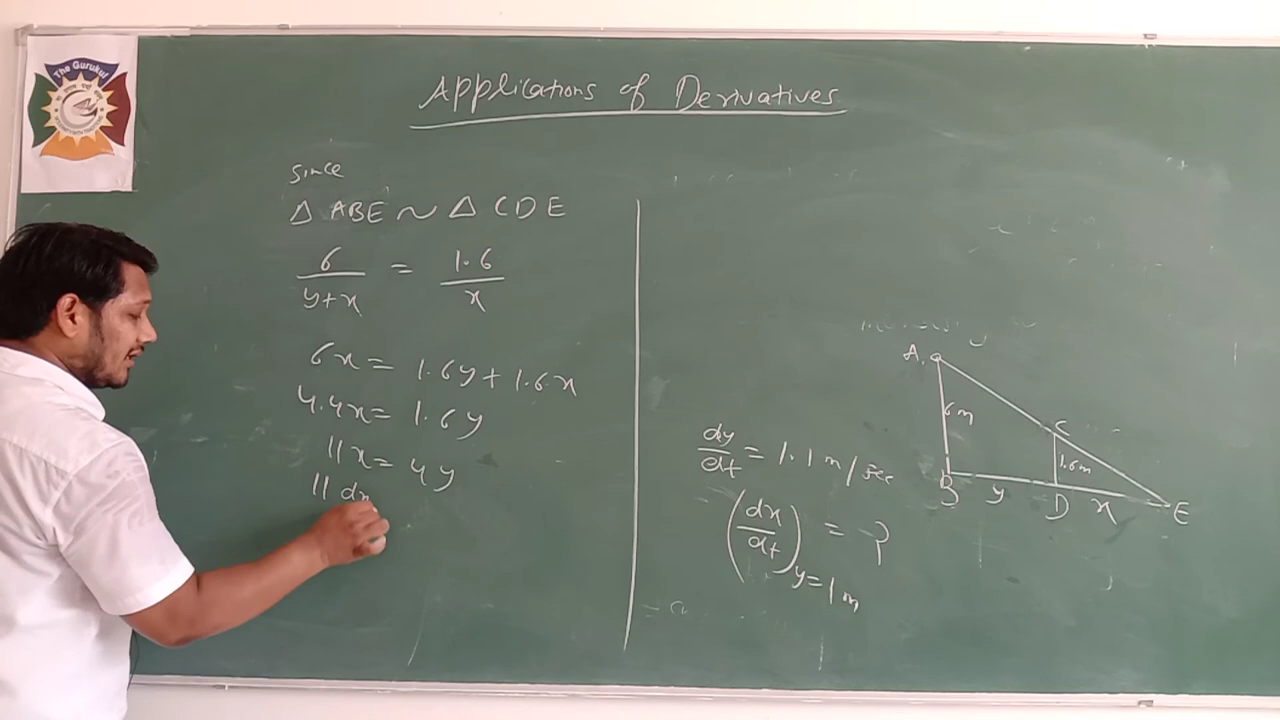 The Gurukul
Applications of Derivatives
Since
Δ ABE ~ Δ CDE
6/(y+x) = 1.6/x
6x = 1.6y + 1.6x
4.4x = 1.6y
11x = 4y
11 dx
A
6m
C
1.6m
B
y
D
x
E
dy/dt = 1.1 m/sec
(dx/dt) y=1m = ?